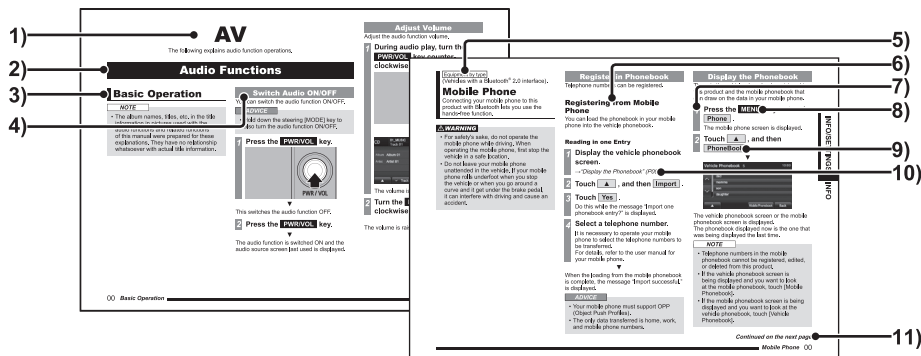 1)
AV
The following explains audio function operations.
2)
Audio Functions
3)
Basic Operation
NOTE
• The album names, titles, etc, in the title
audio functions and related functions
of this manual were prepared for these
explanations. They have no relationship
whatsoever with actual title information.
4)
Switch Audio ON/OFF
You can switch the audio function ON/OFF.
ADVICE
hold down the steering [MODE] key to
also turn the audio function ON/OFF.
1 Press the PWR/VOL key.
PWR / VOL
▼
This switches the audio function OFF.
2 Press the PWR/VOL key.
▼
The audio function is switched ON and the
audio source screen last used is displayed.
Adjust Volume
Adjust the audio function volume.
1 During audio play, turn the
PWR/VOL key counter-
clockwise
CD
The volume is
2 Turn the
clockwise
The volume is rai
00 Basic Operation
5)
Equipment by type
(Vehicles with a Bluetooth® 2.0 interface).
Mobile Phone
Connecting your mobile phone to this
product with Bluetooth lets you use the
hands-free function.
WARNING
• For safety's sake, do not operate the
mobile phone while driving. When
operating the mobile phone, first stop the
vehicle in a safe location.
• Do not leave your mobile phone
unattended in the vehicle. If your mobile
phone rolls underfoot when you stop
the vehicle or when you go around a
curve and it get under the brake pedal.
It can interfere with driving and cause an
accident.
6)
Register in Phonebook
Telephone numbers can be registered.
Registering from Mobile
Phone
You can load the phonebook in your mobile
phone into the vehicle phonebook.
Reading in one Entry
1 Display the vehicle phonebook
screen.
→"Display the Phonebook" (P00)
2 Touch ▲ , and then Import .
3 Touch Yes .
Do this while the message "Import one
phonebook entry?" is displayed.
4 Select a telephone number.
It is necessary to operate your mobile
phone to select the telephone numbers to
be transferred.
For details, refer to the user manual for
your mobile phone.
▼
When the loading from the mobile phonebook
is complete, the message "Import successful."
is displayed.
ADVICE
• Your mobile phone must support OPP
(Object Push Profiles).
• The only data transferred is home, work,
and mobile phone numbers.
Display the Phonebook
s product and the mobile phonebook that
n draw on the data in your mobile phone.
7)
1 Press the MENU
8)
Phone .
The mobile phone screen is displayed.
2 Touch ▲ , and then
PhoneBook
9)
10)
Vehicle Phonebook
▼
The vehicle phonebook screen or the mobile
phonebook screen is displayed.
The phonebook displayed now is the one that
was being displayed the last time.
NOTE
• Telephone numbers in the mobile
phonebook cannot be registered, edited,
or deleted from this product.
• If the vehicle phonebook screen is
being displayed and you want to look
at the mobile phonebook, touch [Mobile
Phonebook].
• If the mobile phonebook screen is being
displayed and you want to look at the
vehicle phonebook, touch [Vehicle
Phonebook].
INFO/SETTINGS
INFO
Continued on the next page
11)
Mobile Phone 00